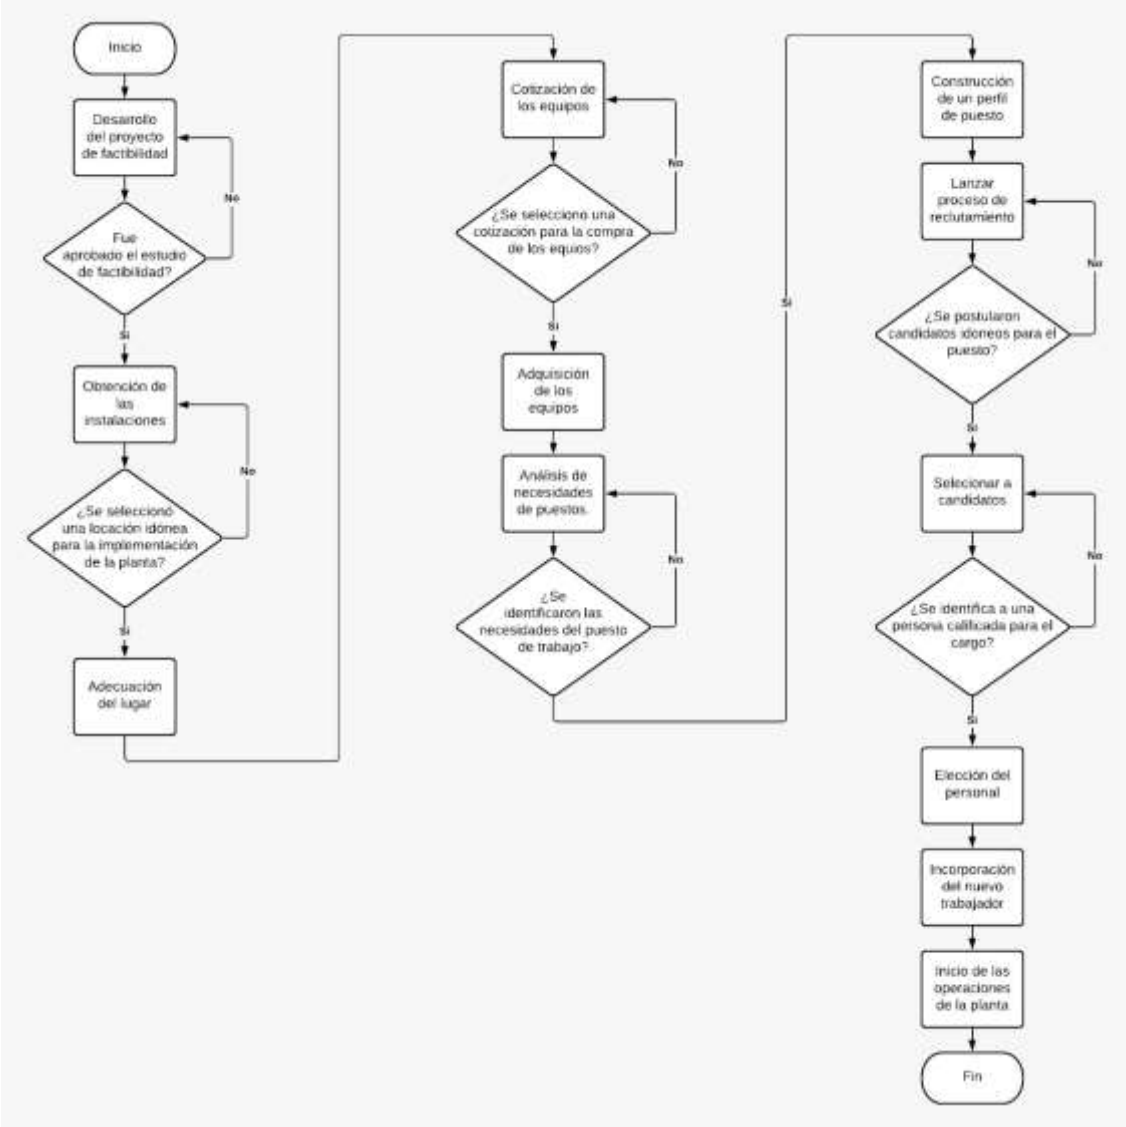 Inicio
Desarrollo
del proyecto
de factibilidad
No
Fue
aprobado el estudio
de factibilidad?
Si
Obtención de
las
instalaciones
No
¿Se seleccionó
una locación idónea
para la implementación
de la planta?
Si
Adecuación
del lugar
Cotización de
los equipos
No
¿Se selecciono una
cotización para la compra
de los equios?
Si
Adquisición
de los
equipos
Análisis de
necesidades
de puestos.
No
¿Se
identificaron las
necesidades del puesto
de trabajo?
Si
Construcción
de un perfil
de puesto
Lanzar
proceso de
reclutamiento
No
¿Se postularon
candidatos idoneos para el
puesto?
Si
Selecionar a
candidatos
No
¿Se identifica a una
persona calificada para el
cargo?
Si
Elección del
personal
Incorporación
del nuevo
trabajador
Inicio de las
operaciones
de la planta
Fin